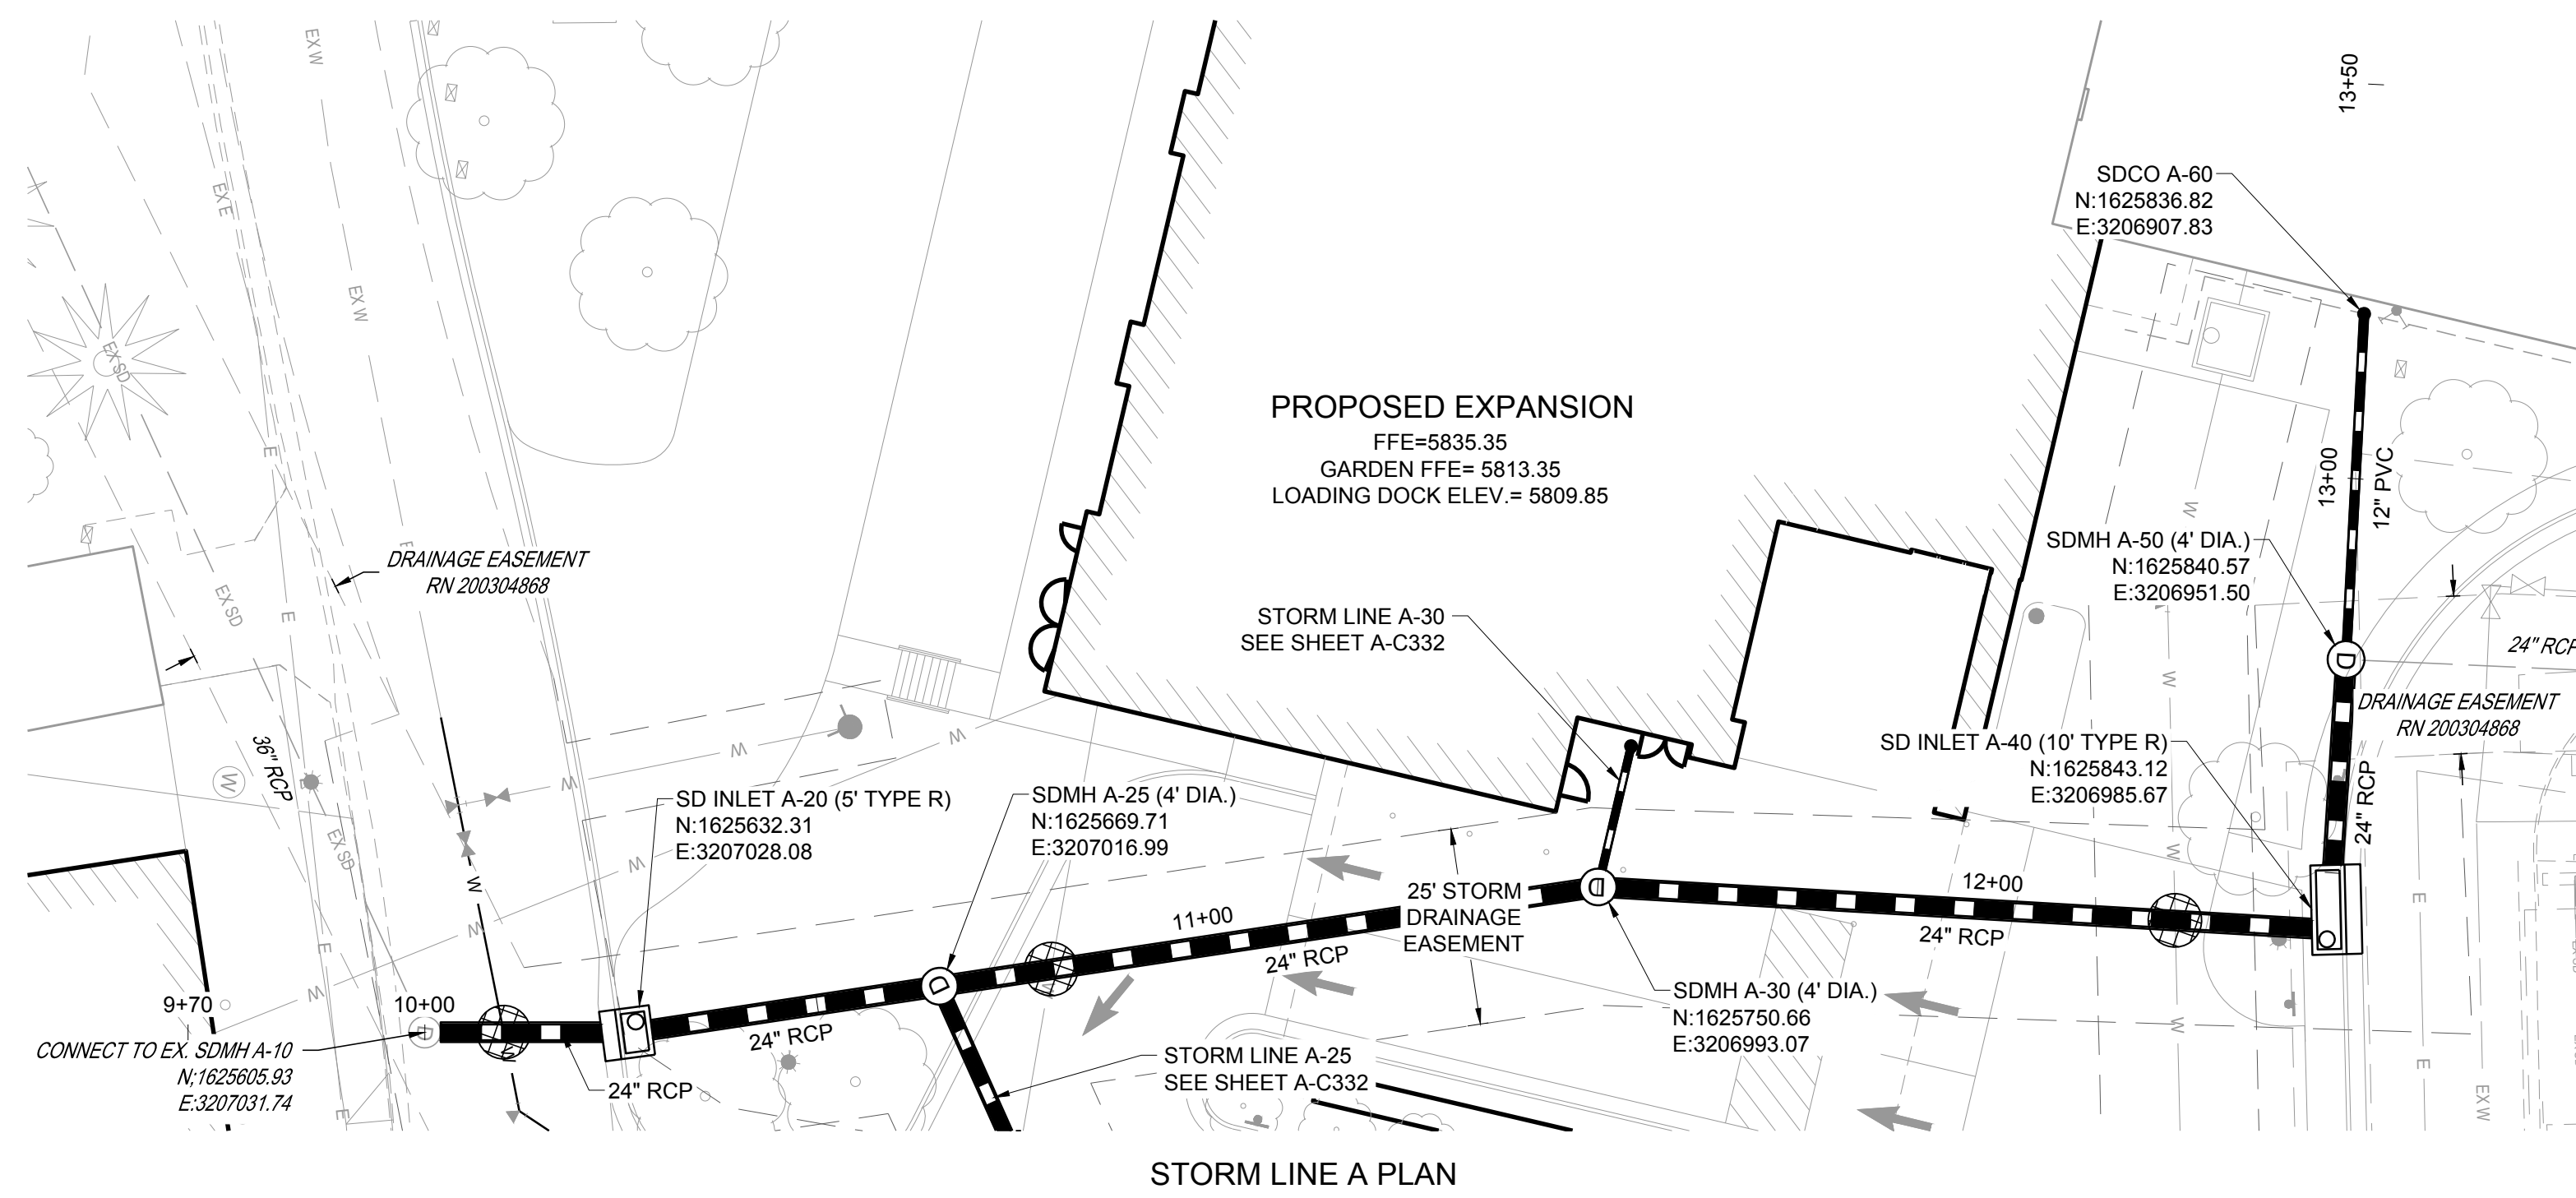 EX W
13+50
EX E
SDCO A-60
N:1625836.82
E:3206907.83
EX W
EX SD
PROPOSED EXPANSION
FFE=5835.35
GARDEN FFE= 5813.35
LOADING DOCK ELEV.= 5809.85
E
13+00
12" PVC
W
E
DRAINAGE EASEMENT
RN 200304868
SDMH A-50 (4' DIA.)
N:1625840.57
E:3206951.50
D
EX SD
E
STORM LINE A-30
SEE SHEET A-C332
24" RCP
W
DRAINAGE EASEMENT
RN 200304868
36" RCP
W
W
W
W
W
SD INLET A-40 (10' TYPE R)
N:1625843.12
E:3206985.67
24" RCP
SD INLET A-20 (5' TYPE R)
N:1625632.31
E:3207028.08
SDMH A-25 (4' DIA.)
N:1625669.71
E:3207016.99
EX SD
W
W
W
W
E
25' STORM
DRAINAGE
EASEMENT
D
12+00
24" RCP
E
11+00
24" RCP
E
W
9+70
10+00
D
D
24" RCP
SDMH A-30 (4' DIA.)
N:1625750.66
E:3206993.07
W
CONNECT TO EX. SDMH A-10
N;1625605.93
E:3207031.74
24" RCP
STORM LINE A-25
SEE SHEET A-C332
E
E
EX W
STORM LINE A PLAN